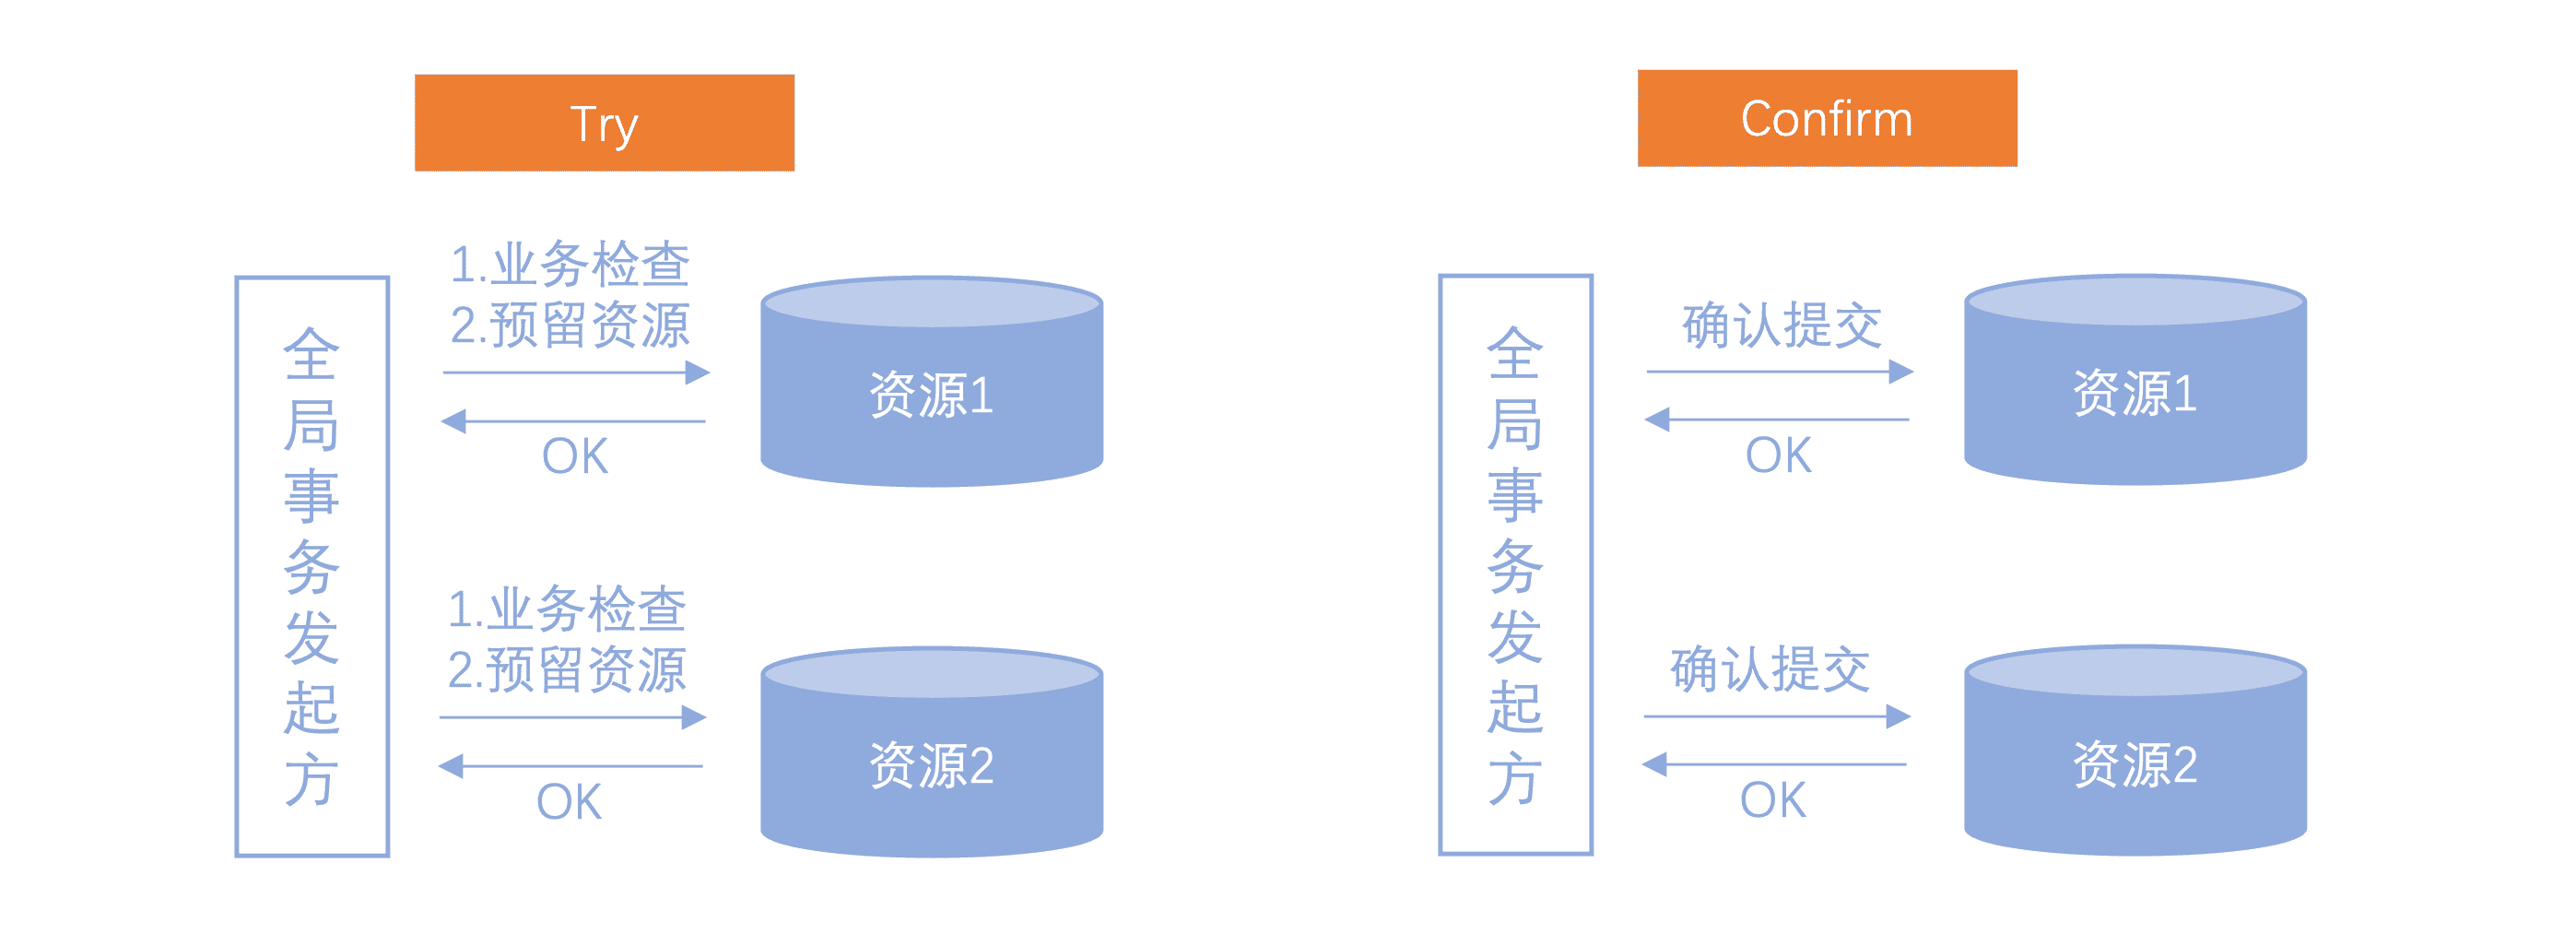 Try
全局事务发起方
1.业务检查
2.预留资源
OK
资源1
1.业务检查
2.预留资源
OK
资源2
Confirm
全局事务发起方
确认提交
OK
资源1
确认提交
OK
资源2